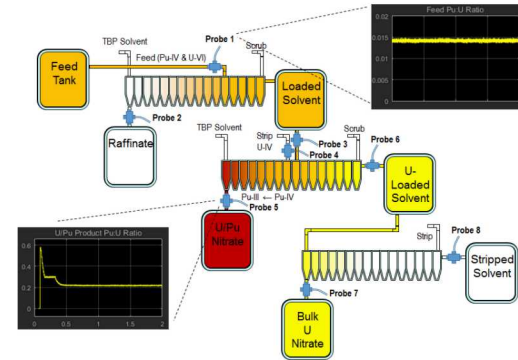 Feed Pu:U Ratio
0.02
0.015
0.01
0.005
0
TBP Solvent
Probe 1
Scrub
Feed (Pu-IV & U-VI)
Feed
Tank
Loaded
Solvent
Probe 2
Raffinate
TBP Solvent
Strip
U-IV
Probe 3
Probe 4
Scrub
Probe 6
Pu-III ← Pu-IV
Probe 5
U/Pu
Nitrate
U-
Loaded
Solvent
U/Pu Product Pu:U Ratio
0.6
0.4
0.2
0
0
0.5
1
1.5
2
Strip
Probe 8
Probe 7
Stripped
Solvent
Bulk
U
Nitrate